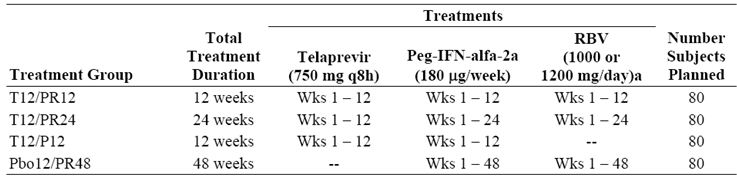 Treatments
Total Treatment Duration
Telaprevir (750 mg q8h)
Peg-IFN-alfa-2a (180 µg/week)
RBV (1000 or 1200 mg/day)a
Number Subjects Planned
Treatment Group
T12/PR12 12 weeks Wks 1 – 12 Wks 1 – 12 Wks 1 – 12 80
T12/PR24 24 weeks Wks 1 – 12 Wks 1 – 24 Wks 1 – 24 80
T12/P12 12 weeks Wks 1 – 12 Wks 1 – 12 -- 80
Pbo12/PR48 48 weeks -- Wks 1 – 48 Wks 1 – 48 80